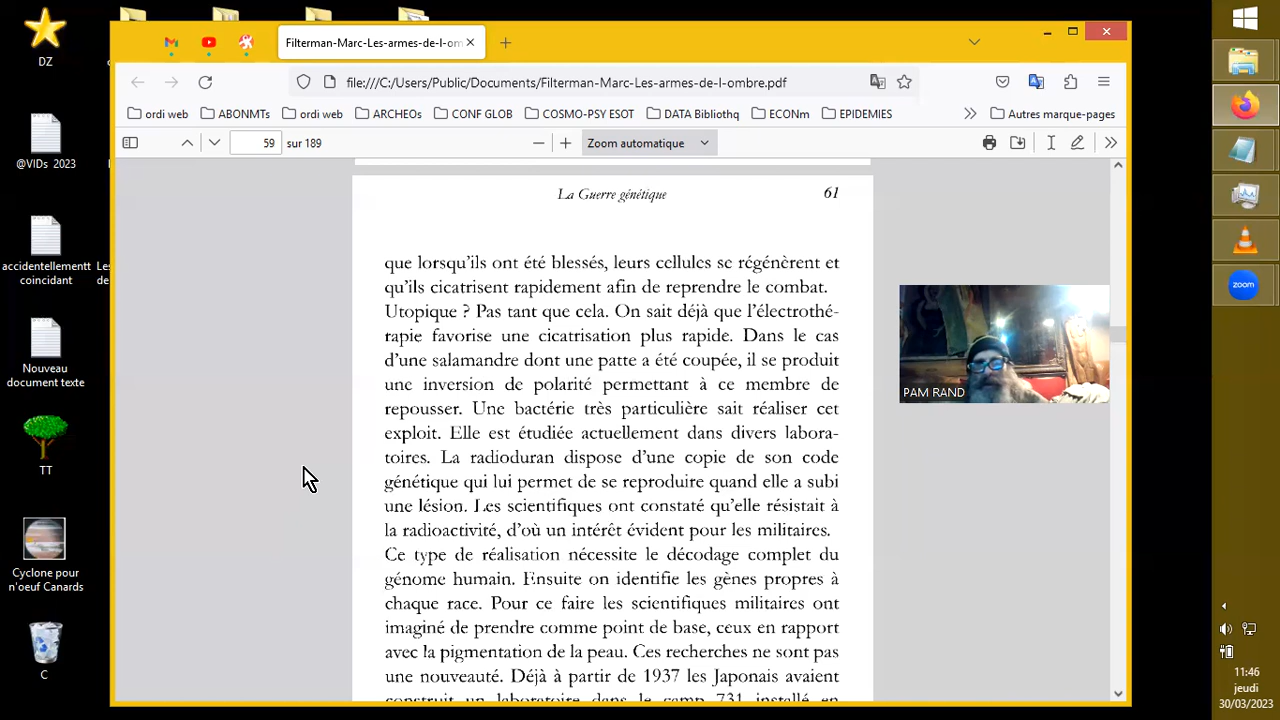 DZ
@VIDs 2023
accidentellementt
coincidant
Nouveau
document texte
TT
Cyclone pour
n'oeuf Canards
C
Filterman-Marc-Les-armes-de-l-om
file:///C:/Users/Public/Documents/Filterman-Marc-Les-armes-de-l-ombre.pdf
ordi web
ABONMTs
ordi web
ARCHEOs
CONF GLOB
COSMO-PSY ESOT
DATA Bibliothq
ECONm
EPIDEMIES
Autres marque-pages
59 sur 189
Zoom automatique
La Guerre génétique
61
que lorsqu'ils ont été blessés, leurs cellules se régénèrent et
qu'ils cicatrisent rapidement afin de reprendre le combat.
Utopique ? Pas tant que cela. On sait déjà que l'électrothé-
rapie favorise une cicatrisation plus rapide. Dans le cas
d'une salamandre dont une patte a été coupée, il se produit
une inversion de polarité permettant à ce membre de
repousser. Une bactérie très particulière sait réaliser cet
exploit. Elle est étudiée actuellement dans divers labora-
toires. La radioduran dispose d'une copie de son code
génétique qui lui permet de se reproduire quand elle a subi
une lésion. Les scientifiques ont constaté qu'elle résistait à
la radioactivité, d'où un intérêt évident pour les militaires.
Ce type de réalisation nécessite le décodage complet du
génome humain. Ensuite on identifie les gènes propres à
chaque race. Pour ce faire les scientifiques militaires ont
imaginé de prendre comme point de base, ceux en rapport
avec la pigmentation de la peau. Ces recherches ne sont pas
une nouveauté. Déjà à partir de 1937 les Japonais avaient
construit un laboratoire dans le camp 731 installé en
PAM RAND
zoom
11:46
jeudi
30/03/2023